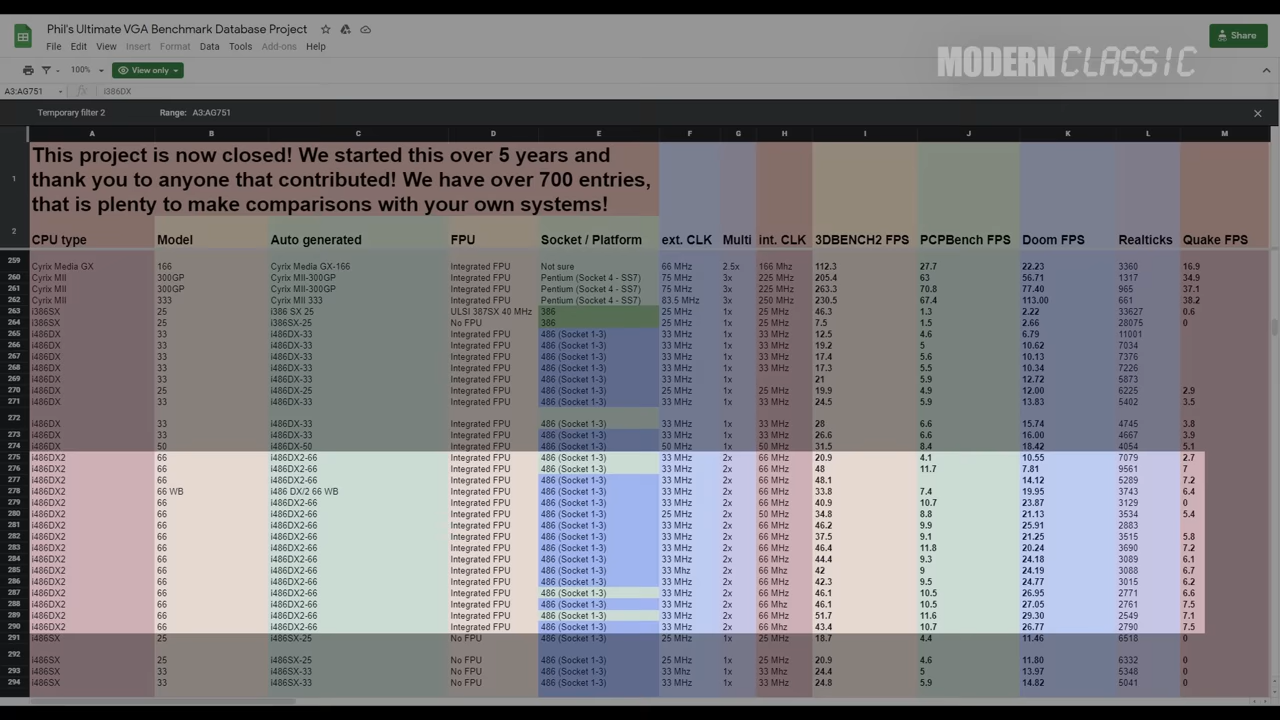 Phil's Ultimate VGA Benchmark Database Project
Share
File Edit View Insert Format Data Tools Add-ons Help
MODERN CLASSIC
100% View only
A3:AG751 fx i386DX
Temporary filter 2 Range: A3:AG751
A B C D E F G H I J K L M
1 This project is now closed! We started this over 5 years and
thank you to anyone that contributed! We have over 700 entries,
that is plenty to make comparisons with your own systems!
2 CPU type Model Auto generated FPU Socket / Platform ext. CLK Multi int. CLK 3DBENCH2 FPS PCPBench FPS Doom FPS Realticks Quake FPS
259 Cyrix Media GX 166 Cyrix Media GX-166 Integrated FPU Not sure 66 MHz 2.5x 166 Mhz 112.3 27.7 22.23 3360 16.9
260 Cyrix MII 300GP Cyrix MII-300GP Integrated FPU Pentium (Socket 4 - SS7) 75 MHz 3x 225 MHz 205.4 63 56.71 1317 34.9
261 Cyrix MII 300GP Cyrix MII-300GP Integrated FPU Pentium (Socket 4 - SS7) 75 MHz 3x 225 MHz 263.3 70.8 77.40 965 37.1
262 Cyrix MII 333 Cyrix MII 333 Integrated FPU Pentium (Socket 4 - SS7) 83.5 MHz 3x 250 MHz 230.5 67.4 113.00 661 38.2
263 i386SX 25 i386 SX 25 ULSI 387SX 40 MHz 386 25 MHz 1x 25 MHz 46.3 1.3 2.22 33627 0.6
264 i386SX 25 i386SX-25 No FPU 386 25 MHz 1x 25 MHz 7.5 1.5 2.66 28075 0
265 i486DX 33 i486DX-33 Integrated FPU 486 (Socket 1-3) 33 MHz 1x 33 MHz 12.5 4.6 6.79 11001
266 i486DX 33 i486DX-33 Integrated FPU 486 (Socket 1-3) 33 MHz 1x 33 MHz 19.2 5 10.62 7034
267 i486DX 33 i486DX-33 Integrated FPU 486 (Socket 1-3) 33 MHz 1x 33 MHz 17.4 5.6 10.13 7376
268 i486DX 33 i486DX-33 Integrated FPU 486 (Socket 1-3) 33 MHz 1x 33 MHz 17.3 5.5 10.34 7226
269 i486DX 33 i486DX-33 Integrated FPU 486 (Socket 1-3) 33 MHz 1x 21 5.9 12.72 5873
270 i486DX 25 i486DX-25 Integrated FPU 486 (Socket 1-3) 25 MHz 1x 25 MHz 19.9 4.9 12.00 6225 2.9
271 i486DX 33 i486DX-33 Integrated FPU 486 (Socket 1-3) 33 MHz 1x 33 MHz 24.5 5.9 13.83 5402 3.5
272 i486DX 33 i486DX-33 Integrated FPU 486 (Socket 1-3) 33 MHz 1x 33 MHz 28 6.6 15.74 4745 3.8
273 i486DX 33 i486DX-33 Integrated FPU 486 (Socket 1-3) 33 MHz 1x 33 MHz 26.6 6.6 16.00 4667 3.9
274 i486DX 50 i486DX-50 Integrated FPU 486 (Socket 1-3) 50 MHz 1x 50 MHz 31.5 8.4 18.42 4054 5.1
275 i486DX2 66 i486DX2-66 Integrated FPU 486 (Socket 1-3) 33 MHz 2x 66 MHz 20.9 4.1 10.55 7079 2.7
276 i486DX2 66 i486DX2-66 Integrated FPU 486 (Socket 1-3) 33 MHz 2x 66 MHz 48 11.7 7.81 9561 7
277 i486DX2 66 i486DX2-66 Integrated FPU 486 (Socket 1-3) 33 MHz 2x 66 MHz 48.1 14.12 5289 7.2
278 i486DX2 66 WB i486 DX/2 66 WB Integrated FPU 486 (Socket 1-3) 33 MHz 2x 66 MHz 33.8 7.4 19.95 3743 6.4
279 i486DX2 66 i486DX2-66 Integrated FPU 486 (Socket 1-3) 33 MHz 2x 66 MHz 40.9 10.7 23.87 3129 0
280 i486DX2 66 i486DX2-66 Integrated FPU 486 (Socket 1-3) 50 MHz 2x 66 MHz 34.8 8.8 21.13 3534 5.4
281 i486DX2 66 i486DX2-66 Integrated FPU 486 (Socket 1-3) 33 MHz 2x 66 MHz 46.2 9.9 25.91 2883
282 i486DX2 66 i486DX2-66 Integrated FPU 486 (Socket 1-3) 33 MHz 2x 66 MHz 37.5 9.1 21.25 3515 5.8
283 i486DX2 66 i486DX2-66 Integrated FPU 486 (Socket 1-3) 33 MHz 2x 66 MHz 46.4 11.8 20.24 3690 7.2
284 i486DX2 66 i486DX2-66 Integrated FPU 486 (Socket 1-3) 33 MHz 2x 66 MHz 44.4 9.3 24.18 3089 6.1
285 i486DX2 66 i486DX2-66 Integrated FPU 486 (Socket 1-3) 33 MHz 2x 66 Mhz 42 9 24.19 3088 6.7
286 i486DX2 66 i486DX2-66 Integrated FPU 486 (Socket 1-3) 33 MHz 2x 66 MHz 42.3 9.5 24.77 3015 6.2
287 i486DX2 66 i486DX2-66 Integrated FPU 486 (Socket 1-3) 33 MHz 2x 66 MHz 46.1 10.5 26.95 2771 6.6
288 i486DX2 66 i486DX2-66 Integrated FPU 486 (Socket 1-3) 33 MHz 2x 66 Mhz 46.1 10.5 27.05 2761 7.5
289 i486DX2 66 i486DX2-66 Integrated FPU 486 (Socket 1-3) 33 MHz 2x 66 MHz 51.7 11.6 29.30 2549 7.1
290 i486DX2 66 i486DX2-66 Integrated FPU 486 (Socket 1-3) 33 MHz 2x 66 MHz 43.4 10.7 26.77 2790 7.5
291 i486SX 25 i486SX-25 No FPU 486 (Socket 1-3) 25 MHz 1x 25 MHz 18.7 4.4 11.46 6518 0
292 i486SX 25 i486SX-25 No FPU 486 (Socket 1-3) 25 MHz 1x 25 MHz 20.9 4.6 11.80 6332 0
293 i486SX 33 i486SX-33 No FPU 486 (Socket 1-3) 33 Mhz 1x 33 Mhz 24.4 5 13.97 5348 0
294 i486SX 33 i486SX-33 No FPU 486 (Socket 1-3) 33 MHz 1x 33 MHz 24.8 5.9 14.82 5041 0